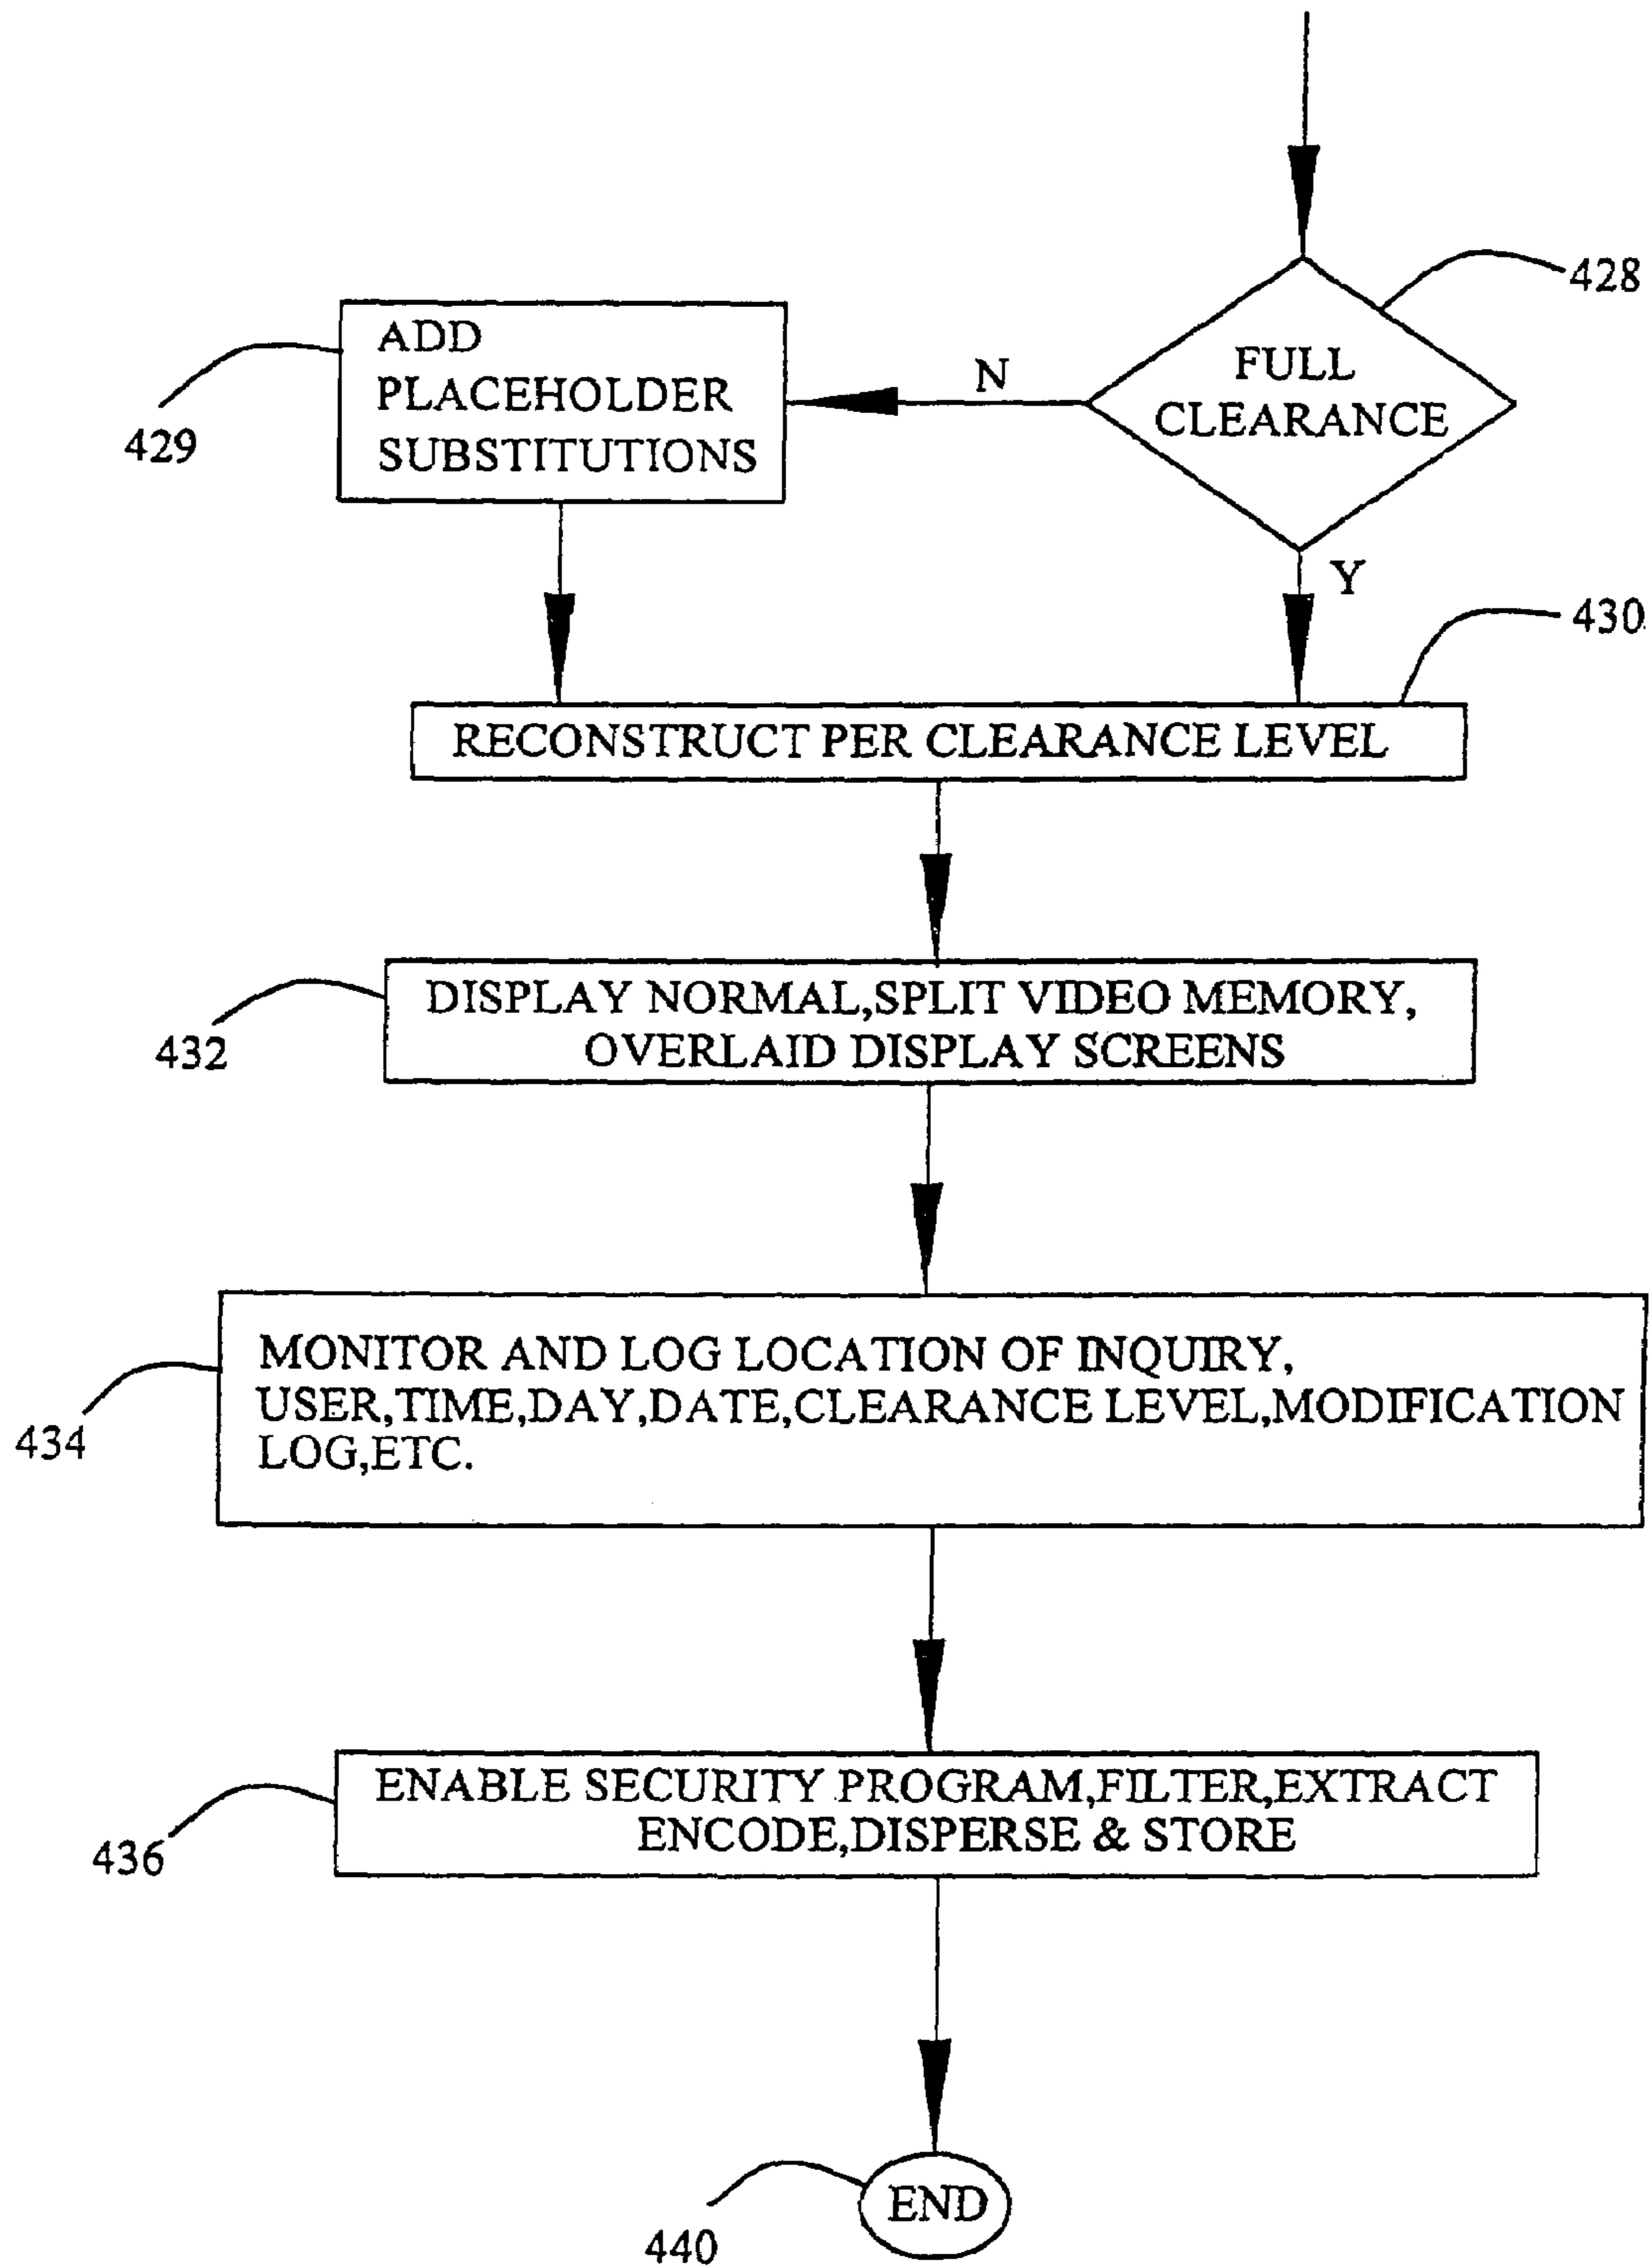 428
FULL
CLEARANCE
N
Y
ADD
PLACEHOLDER
SUBSTITUTIONS
429
430
RECONSTRUCT PER CLEARANCE LEVEL
DISPLAY NORMAL,SPLIT VIDEO MEMORY,
OVERLAID DISPLAY SCREENS
432
MONITOR AND LOG LOCATION OF INQUIRY,
USER,TIME,DAY,DATE,CLEARANCE LEVEL,MODIFICATION
LOG,ETC.
434
ENABLE SECURITY PROGRAM,FILTER,EXTRACT
ENCODE,DISPERSE & STORE
436
END
440